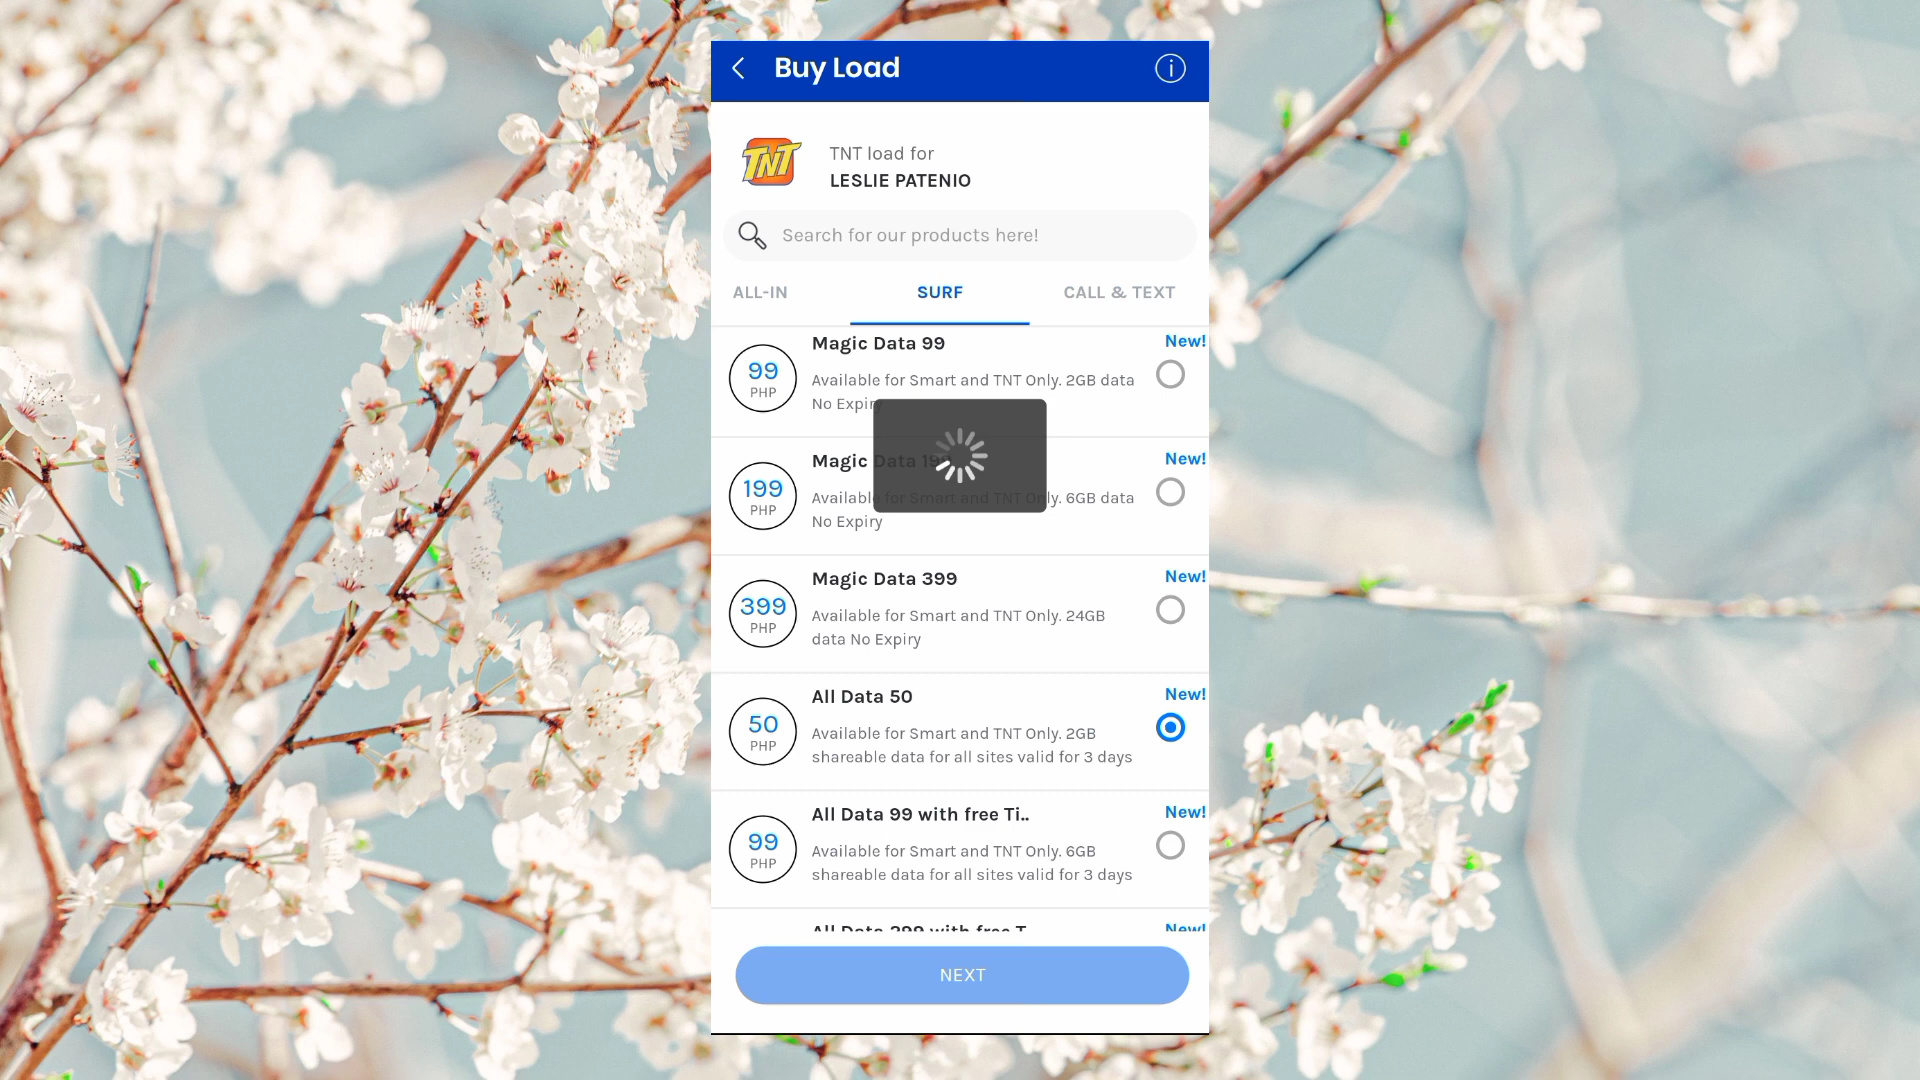 Buy Load
TNT
TNT load for
LESLIE PATENIO
Search for our products here!
ALL-IN
SURF
CALL & TEXT
99
PHP
Magic Data 99
New!
Available for Smart and TNT Only. 2GB data
No Expiry
199
PHP
Magic Data 199
New!
Available for Smart and TNT Only. 6GB data
No Expiry
399
PHP
Magic Data 399
New!
Available for Smart and TNT Only. 24GB
data No Expiry
50
PHP
All Data 50
New!
Available for Smart and TNT Only. 2GB
shareable data for all sites valid for 3 days
99
PHP
All Data 99 with free Ti..
New!
Available for Smart and TNT Only. 6GB
shareable data for all sites valid for 3 days
All Data 299 with free T
New!
NEXT